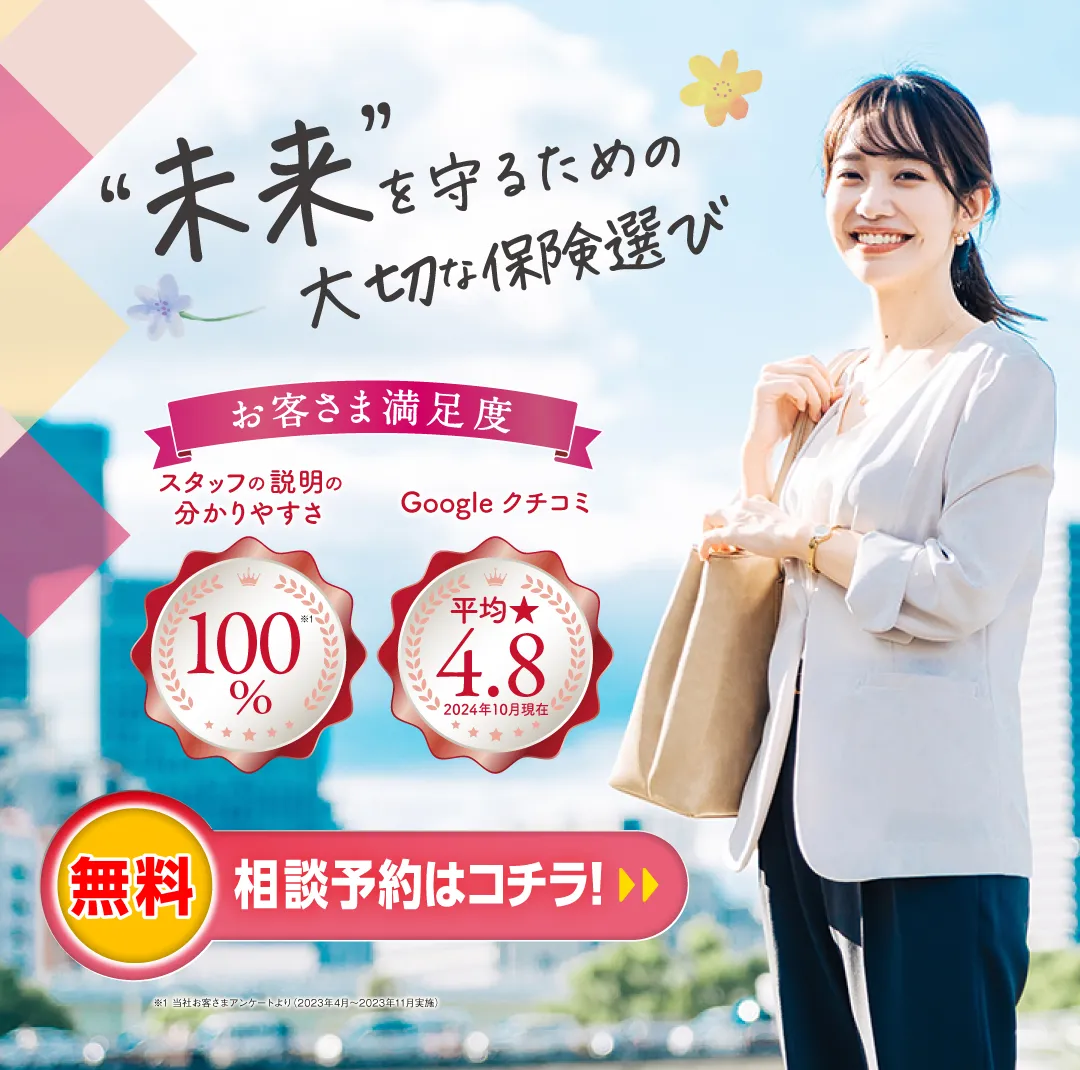 “未来”を守るための
大切な保険選び
お客さま満足度
スタッフの説明の
分かりやすさ
100※1
%
Google クチコミ
平均★
4.8
2024年10月現在
無料
相談予約はコチラ!
※1 当社お客さまアンケートより（2023年4月～2023年11月実施）